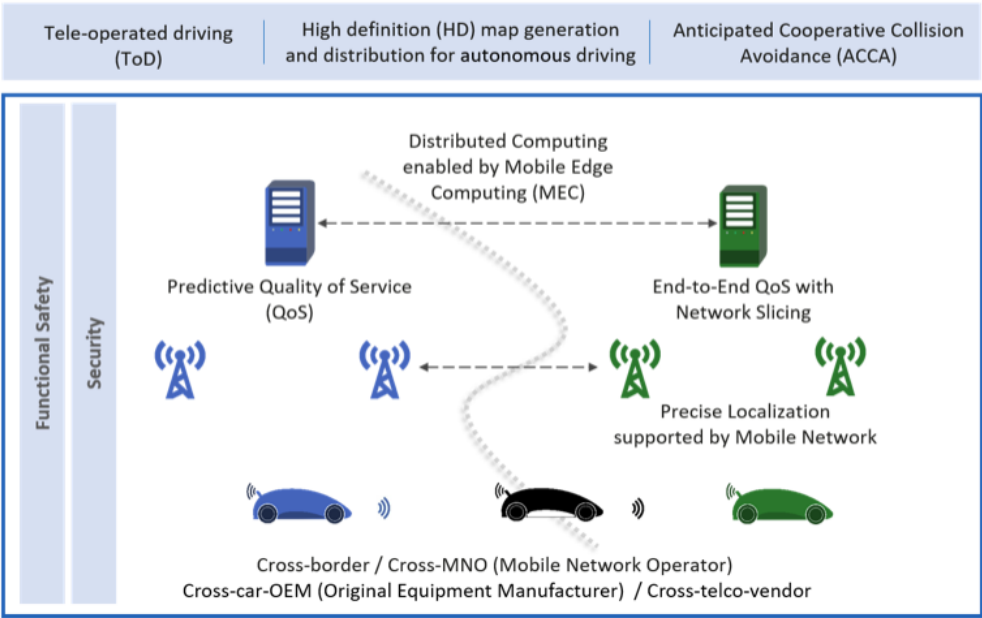 Tele-operated driving
(ToD)
High definition (HD) map generation
and distribution for autonomous driving
Anticipated Cooperative Collision
Avoidance (ACCA)
Functional Safety
Security
Distributed Computing
enabled by Mobile Edge
Computing (MEC)
Predictive Quality of Service
(QoS)
End-to-End QoS with
Network Slicing
Precise Localization
supported by Mobile Network
Cross-border / Cross-MNO (Mobile Network Operator)
Cross-car-OEM (Original Equipment Manufacturer) / Cross-telco-vendor